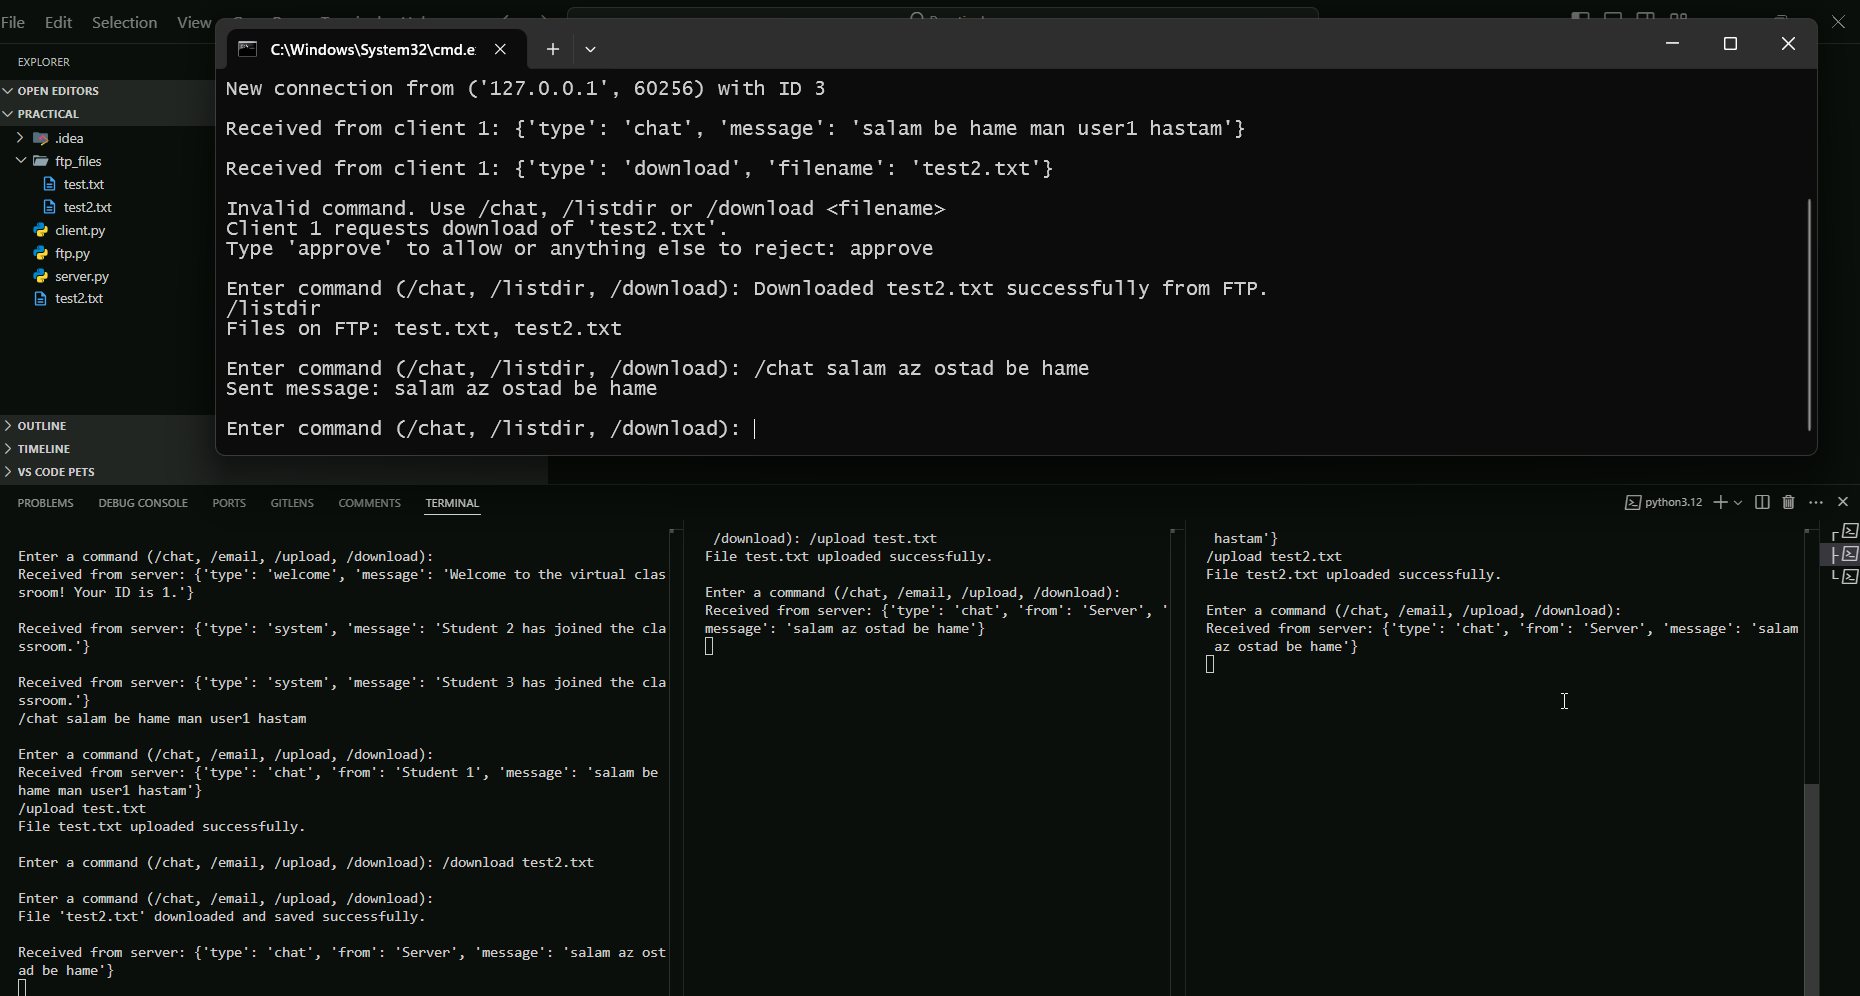 File Edit Selection View
C:\Windows\System32\cmd.e:
EXPLORER
OPEN EDITORS
PRACTICAL
.idea
ftp_files
test.txt
test2.txt
client.py
ftp.py
server.py
test2.txt
OUTLINE
TIMELINE
VS CODE PETS
New connection from ('127.0.0.1', 60256) with ID 3
Received from client 1: {'type': 'chat', 'message': 'salam be hame man user1 hastam'}
Received from client 1: {'type': 'download', 'filename': 'test2.txt'}
Invalid command. Use /chat, /listdir or /download <filename>
Client 1 requests download of 'test2.txt'.
Type 'approve' to allow or anything else to reject: approve
Enter command (/chat, /listdir, /download): Downloaded test2.txt successfully from FTP.
/listdir
Files on FTP: test.txt, test2.txt
Enter command (/chat, /listdir, /download): /chat salam az ostad be hame
Sent message: salam az ostad be hame
Enter command (/chat, /listdir, /download):
PROBLEMS DEBUG CONSOLE PORTS GITLENS COMMENTS TERMINAL
python3.12
Enter a command (/chat, /email, /upload, /download):
Received from server: {'type': 'welcome', 'message': 'Welcome to the virtual clas
sroom! Your ID is 1.'}
Received from server: {'type': 'system', 'message': 'Student 2 has joined the cla
ssroom.'}
Received from server: {'type': 'system', 'message': 'Student 3 has joined the cla
ssroom.'}
/chat salam be hame man user1 hastam
Enter a command (/chat, /email, /upload, /download):
Received from server: {'type': 'chat', 'from': 'Student 1', 'message': 'salam be
hame man user1 hastam'}
/upload test.txt
File test.txt uploaded successfully.
Enter a command (/chat, /email, /upload, /download): /download test2.txt
Enter a command (/chat, /email, /upload, /download):
File 'test2.txt' downloaded and saved successfully.
Received from server: {'type': 'chat', 'from': 'Server', 'message': 'salam az ost
ad be hame'}
/download): /upload test.txt
File test.txt uploaded successfully.
Enter a command (/chat, /email, /upload, /download):
Received from server: {'type': 'chat', 'from': 'Server', '
message': 'salam az ostad be hame'}
hastam'}
/upload test2.txt
File test2.txt uploaded successfully.
Enter a command (/chat, /email, /upload, /download):
Received from server: {'type': 'chat', 'from': 'Server', 'message': 'salam
az ostad be hame'}